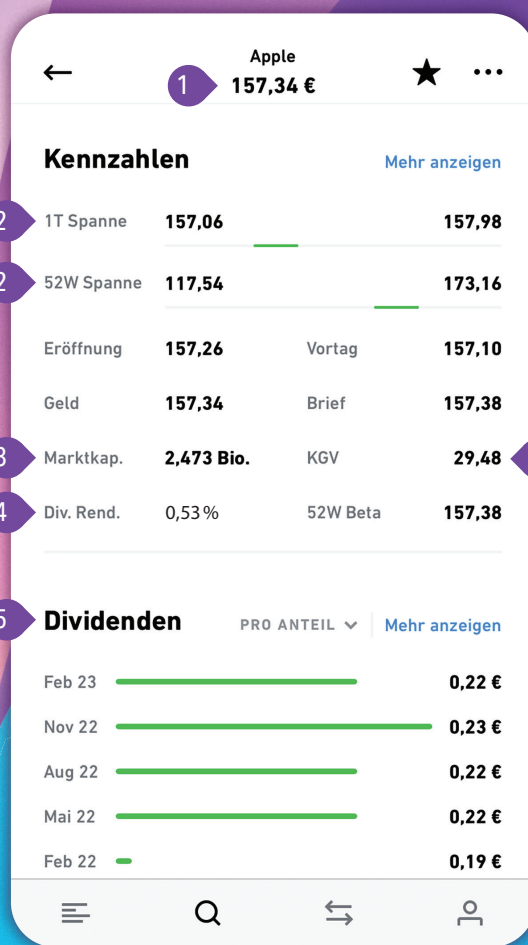 Apple
1 157,34 €
Kennzahlen Mehr anzeigen
2 1T Spanne 157,06 157,98
2 52W Spanne 117,54 173,16
Eröffnung 157,26 Vortag 157,10
Geld 157,34 Brief 157,38
3 Marktkap. 2,473 Bio. KGV 29,48
4 Div. Rend. 0,53 % 52W Beta 157,38
5 Dividenden PRO ANTEIL Mehr anzeigen
Feb 23 0,22 €
Nov 22 0,23 €
Aug 22 0,22 €
Mai 22 0,22 €
Feb 22 0,19 €